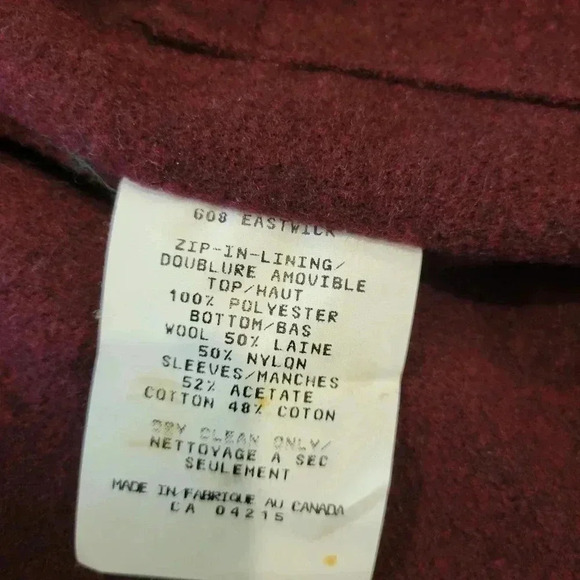 608 EASTWICK
ZIP-IN-LINING/
DOUBLURE AMOVIBLE
TOP/HAUT
100% POLYESTER
BOTTOM/BAS
WOOL 50% LAINE
50% NYLON
SLEEVES/MANCHES
52% ACETATE
COTTON 48% COTON
DRY CLEAN ONLY/
NETTOYAGE A SEC
SEULEMENT
MADE IN/FABRIQUE AU CANADA
CA 04215